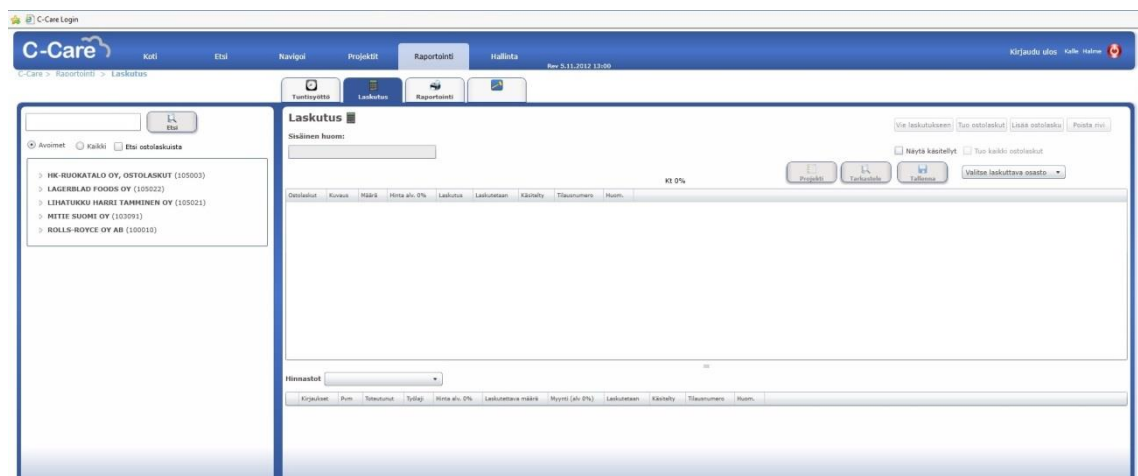 C-Care Login
C-Care Koti Etsi Navigoi Projektit Raportointi Hallinta Rev 5.11.2012 13:00 Kirjaudu ulos Kalle Halme
C-Care > Raportointi > Laskutus
Tuntisyöttö Laskutus Raportointi
Etsi
Avoimet Kaikki Etsi ostolaskuista
HK-RUOKATALO OY, OSTOLASKUT (105003)
LAGERBLAD FOODS OY (105022)
LIHATUKKU HARRI TAMMINEN OY (105021)
MITIE SUOMI OY (103091)
ROLLS-ROYCE OY AB (100010)
Laskutus
Vie laskutukseen Tuo ostolaskut Lisää ostolasku Poista rivi
Sisäinen huom:
Näytä käsitellyt Tuo kaikki ostolaskut
Kt 0% Projekti Tarkastele Tallenna Valitse laskuttava osasto
Ostolaskut Kuvaus Määrä Hinta alv. 0% Laskutus Laskutetaan Käsitelty Tilausnumero Huom.
Hinnastot
Kirjaukset Pvm Toteutunut Työlaji Hinta alv. 0% Laskutettava määrä Myynti (alv 0%) Laskutetaan Käsitelty Tilausnumero Huom.